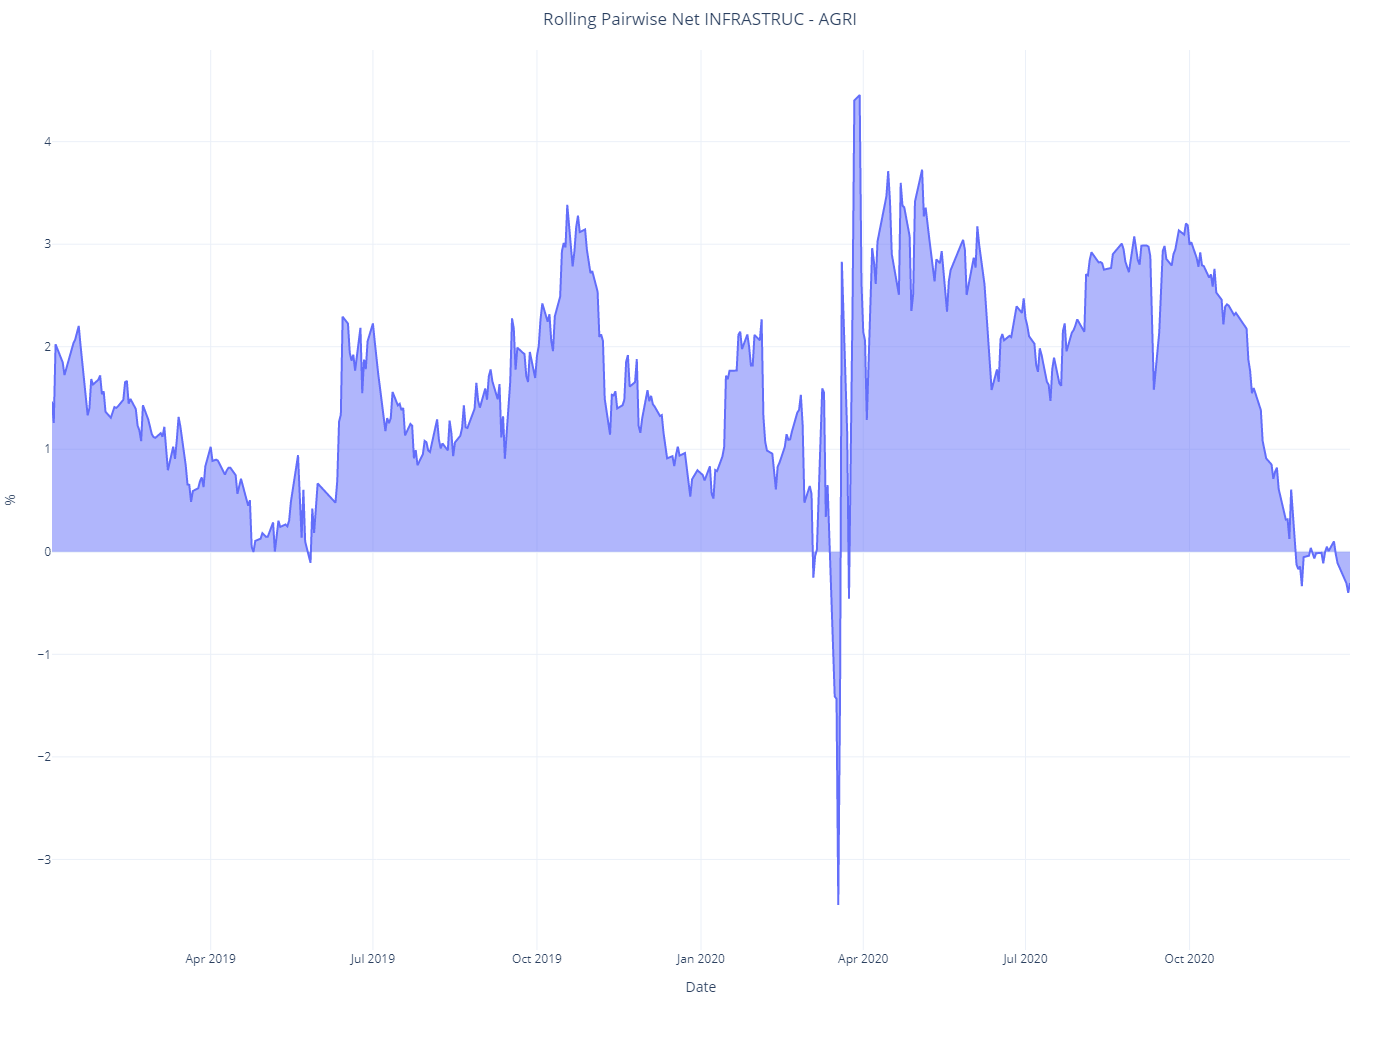 Rolling Pairwise Net INFRASTRUC - AGRI
%
4
3
2
1
0
−1
−2
−3
Apr 2019
Jul 2019
Oct 2019
Jan 2020
Apr 2020
Jul 2020
Oct 2020
Date